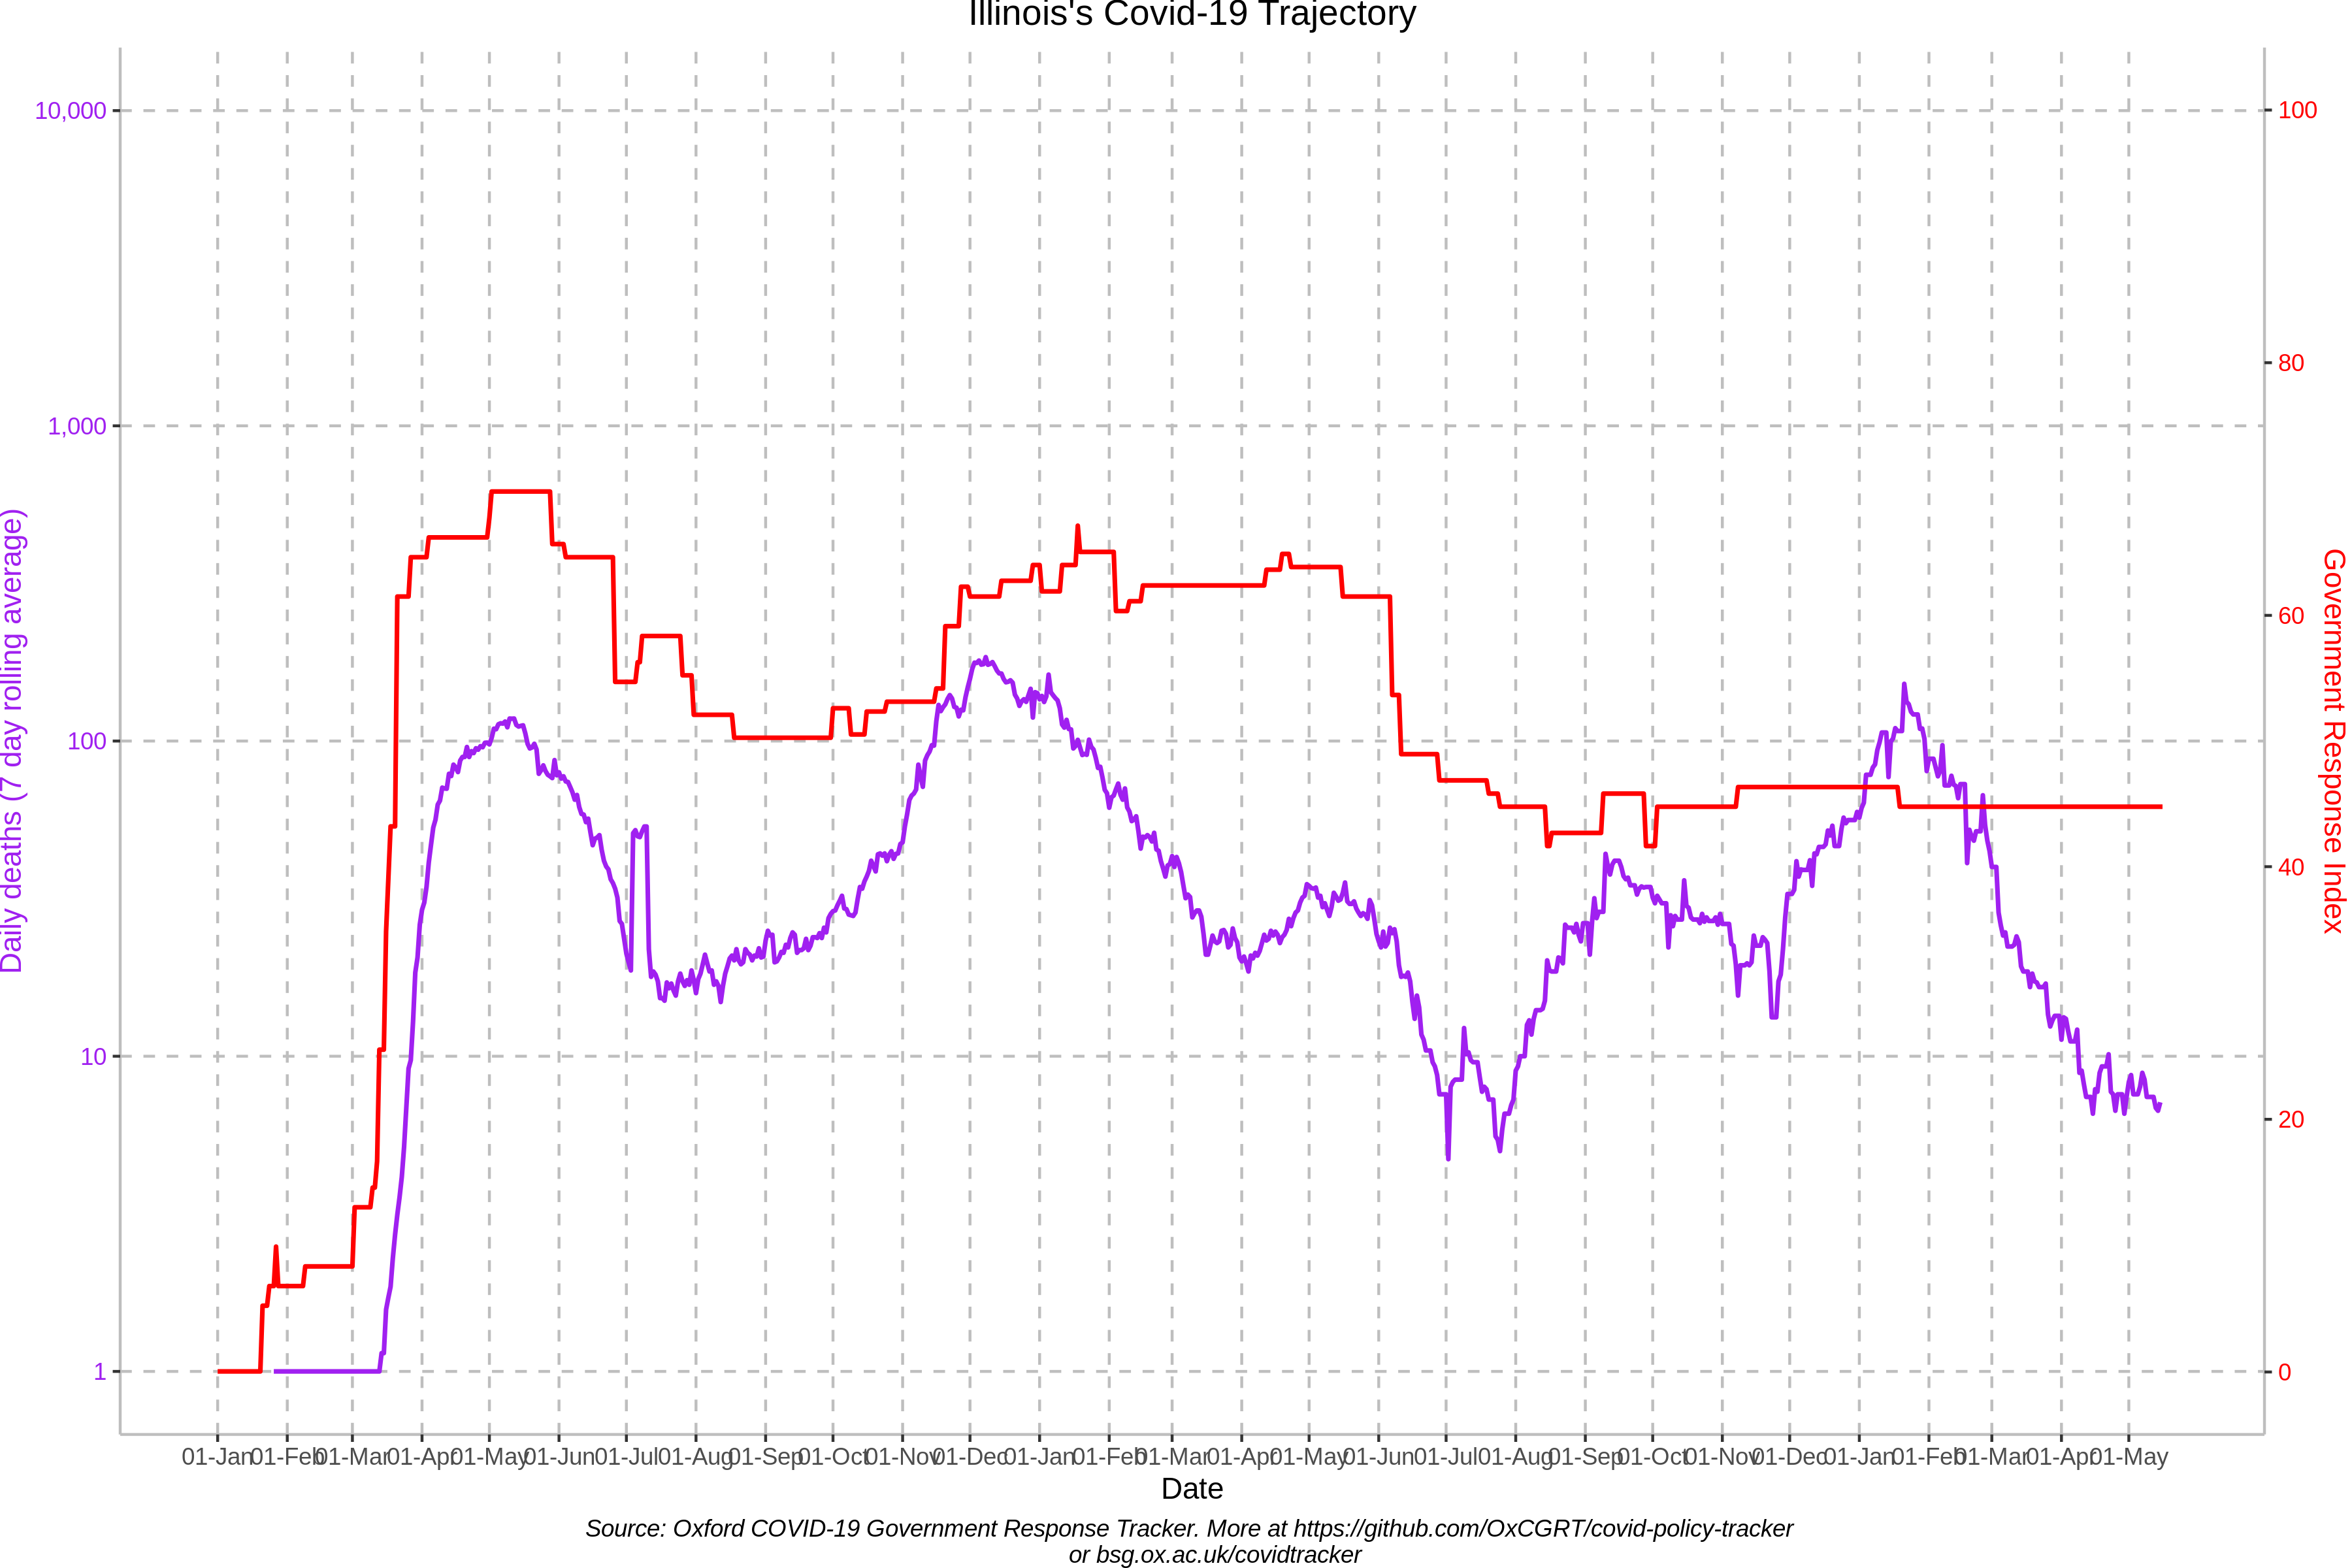 Illinois's Covid-19 Trajectory
10,000
1,000
100
10
1
Daily deaths (7 day rolling average)
100
80
60
40
20
0
Government Response Index
01-Jan 01-Feb 01-Mar 01-Apr 01-May 01-Jun 01-Jul 01-Aug 01-Sep 01-Oct 01-Nov 01-Dec 01-Jan 01-Feb 01-Mar 01-Apr 01-May 01-Jun 01-Jul 01-Aug 01-Sep 01-Oct 01-Nov 01-Dec 01-Jan 01-Feb 01-Mar 01-Apr 01-May
Date
Source: Oxford COVID-19 Government Response Tracker. More at https://github.com/OxCGRT/covid-policy-tracker
or bsg.ox.ac.uk/covidtracker